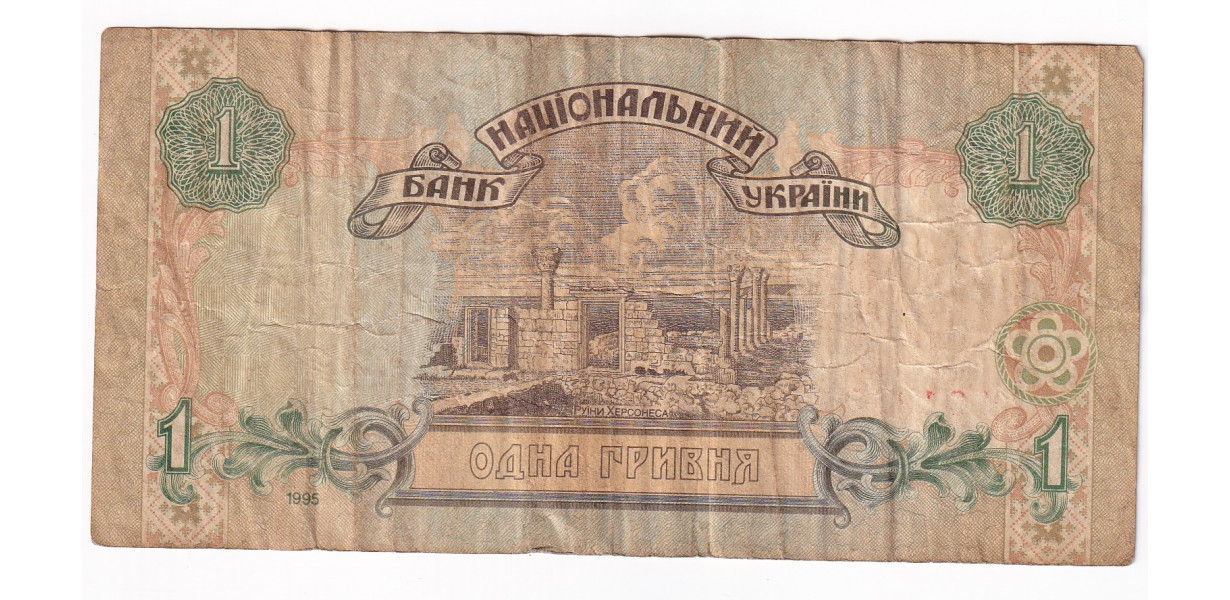 НАЦІОНАЛЬНИЙ
БАНК УКРАЇНИ
1 1
РУЇНИ ХЕРСОНЕСА
ОДНА ГРИВНЯ
1 1
1995